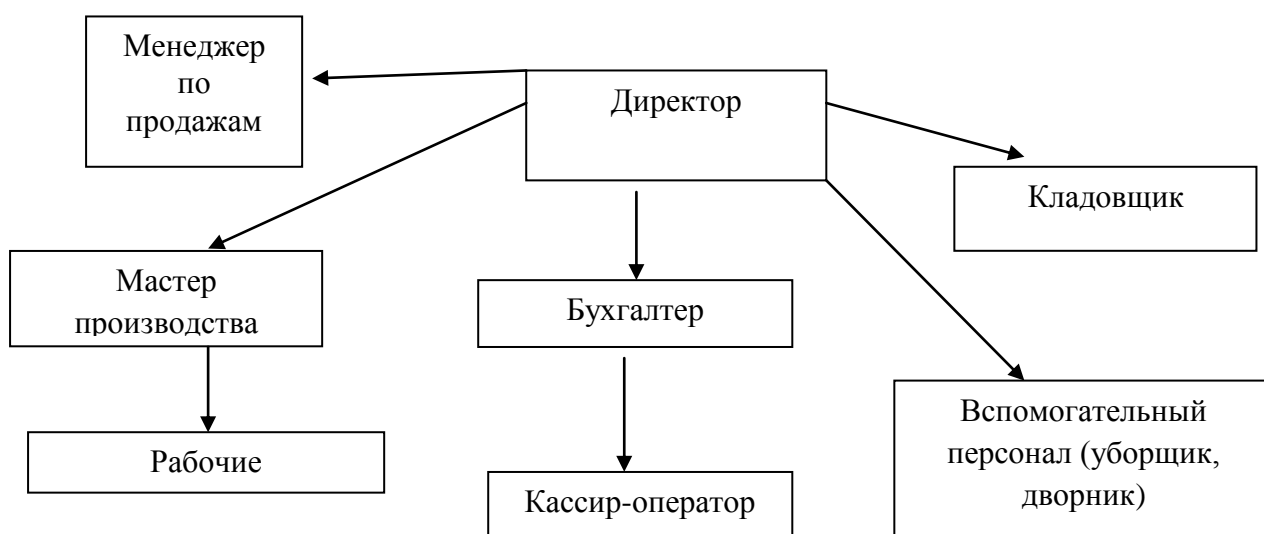 Менеджер
по
продажам
Директор
Кладовщик
Мастер
производства
Бухгалтер
Рабочие
Кассир-оператор
Вспомогательный
персонал (уборщик,
дворник)